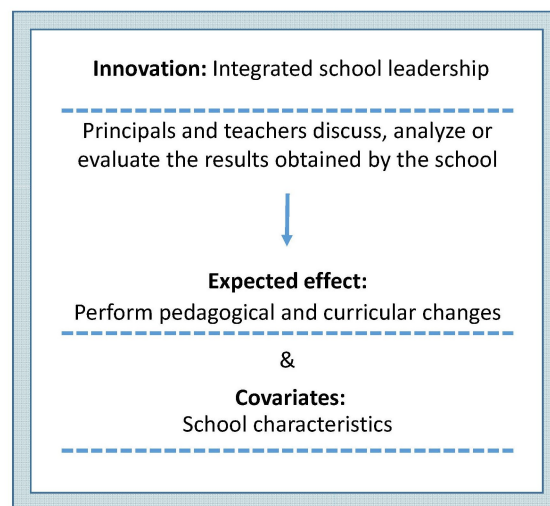 Innovation: Integrated school leadership
Principals and teachers discuss, analyze or
evaluate the results obtained by the school
Expected effect:
Perform pedagogical and curricular changes
&
Covariates:
School characteristics